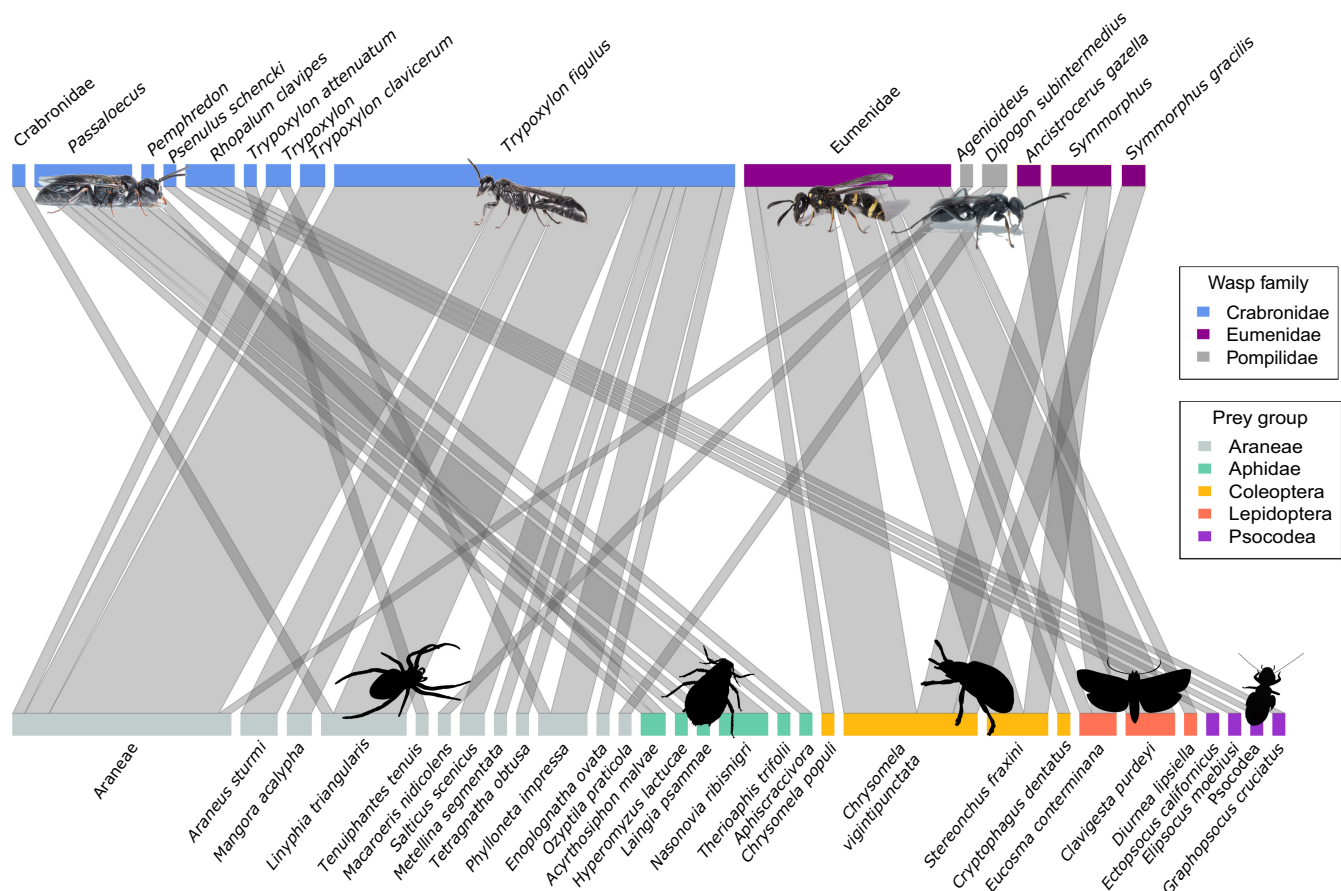 Crabronidae
Passaloecus
Pemphredon
Psenulus schencki
Rhopalum clavipes
Trypoxylon attenuatum
Trypoxylon
Trypoxylon clavicerum
Trypoxylon figulus
Eumenidae
Agenioideus
Dipogon subintermedius
Ancistrocerus gazella
Symmorphus
Symmorphus gracilis
Wasp family
Crabronidae
Eumenidae
Pompilidae
Prey group
Araneae
Aphidae
Coleoptera
Lepidoptera
Psocodea
Araneae
Araneus sturmi
Mangora acalypha
Linyphia triangularis
Tenuiphantes tenuis
Macaroeris nidicolens
Salticus scenicus
Metellina segmentata
Tetragnatha obtusa
Phylloneta impressa
Enoplognatha ovata
Ozyptila praticola
Acyrthosiphon malvae
Hyperomyzus lactucae
Laingia psammae
Nasonovia ribisnigri
Therioaphis trifolii
Aphiscraccivora
Chrysomela populi
Chrysomela
vigintipunctata
Stereonchus fraxini
Cryptophagus dentatus
Eucosma conterminana
Clavigesta purdeyi
Diurnea lipsiella
Ectopsocus californicus
Elipsocus moebiusi
Psocodea
Graphopsocus cruciatus